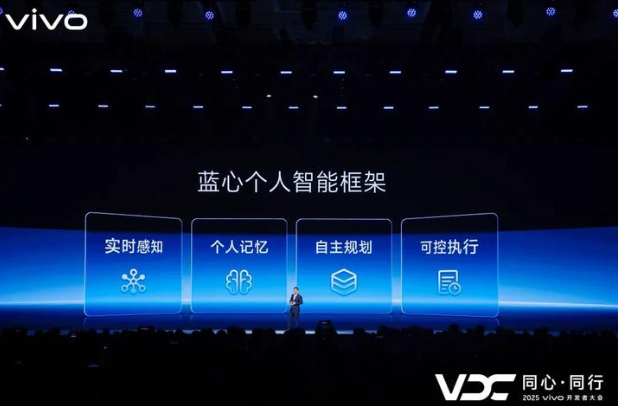 vivo
蓝心个人智能框架
实时感知
个人记忆
自主规划
可控执行
VDC 同心·同行
2025 vivo 开发者大会